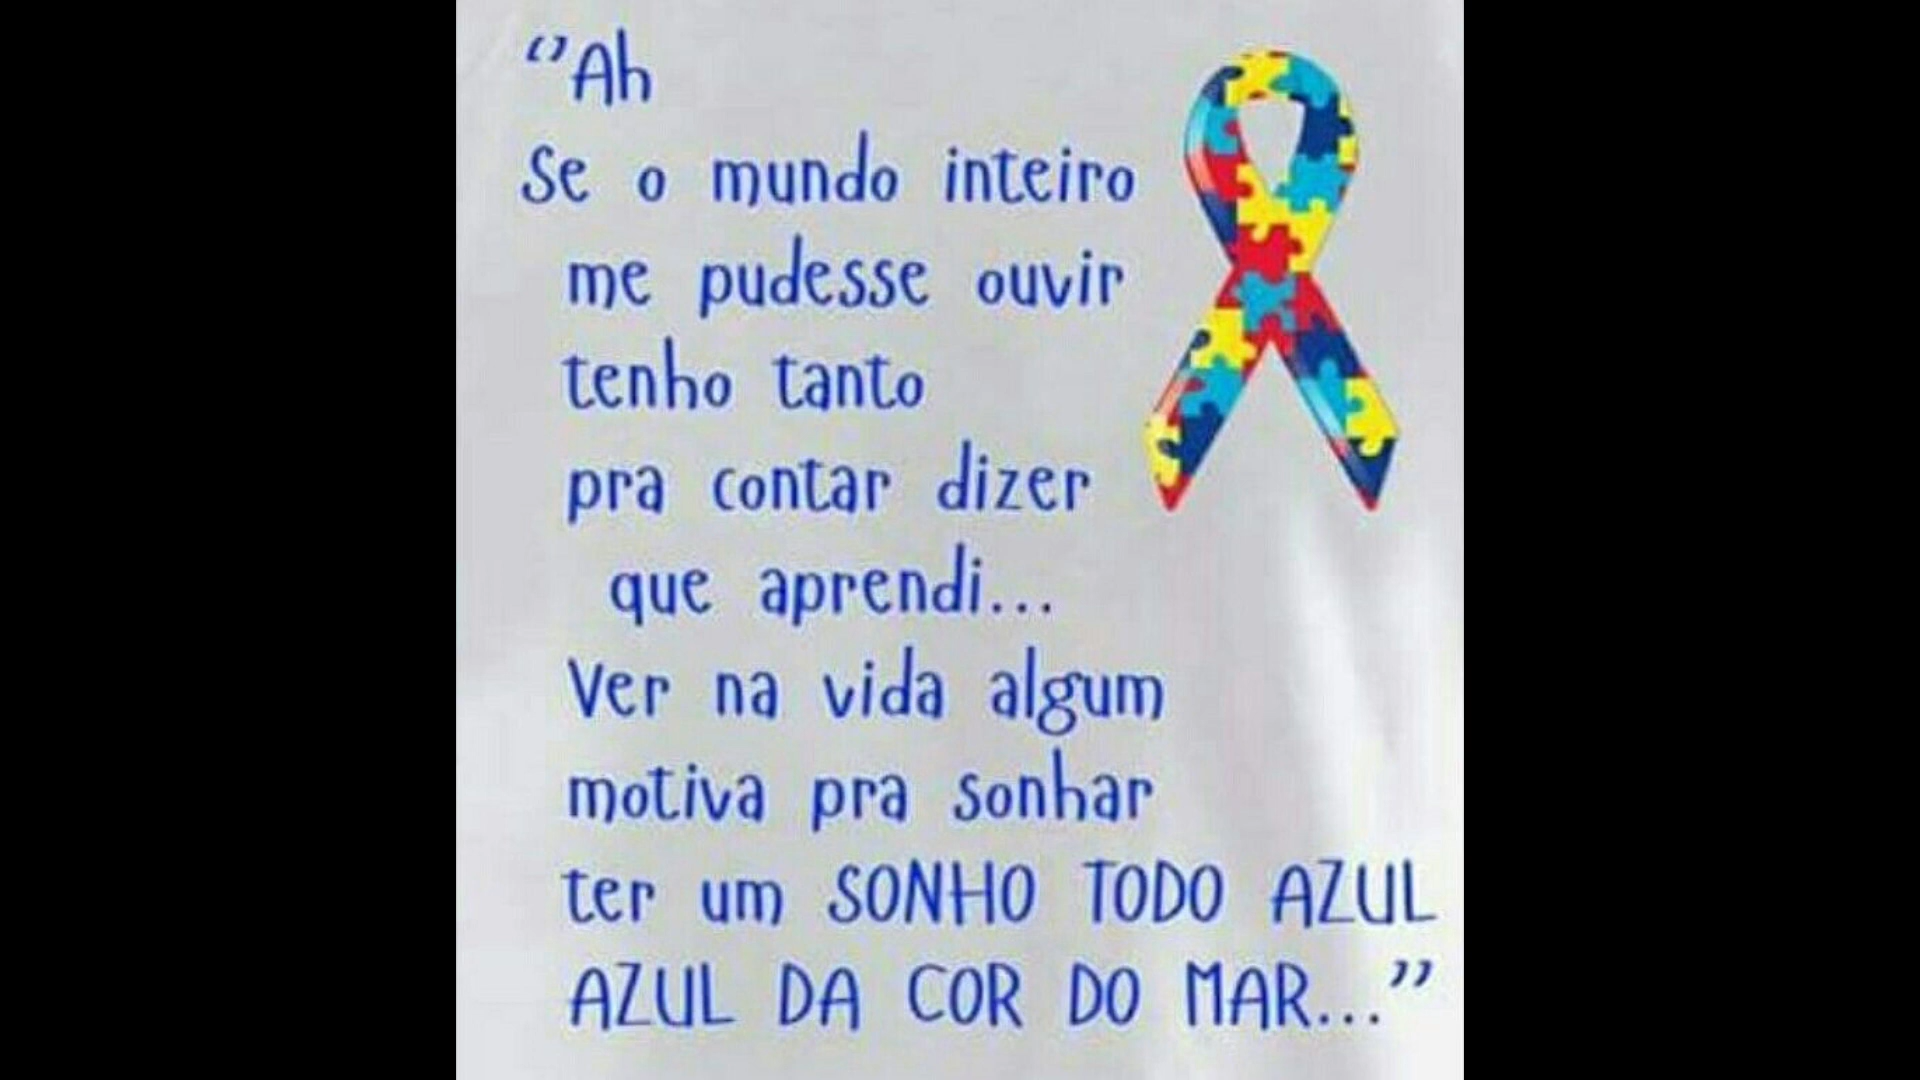 “Ah
Se o mundo inteiro
me pudesse ouvir
tenho tanto
pra contar dizer
que aprendi...
Ver na vida algum
motiva pra sonhar
ter um SONHO TODO AZUL
AZUL DA COR DO MAR...”